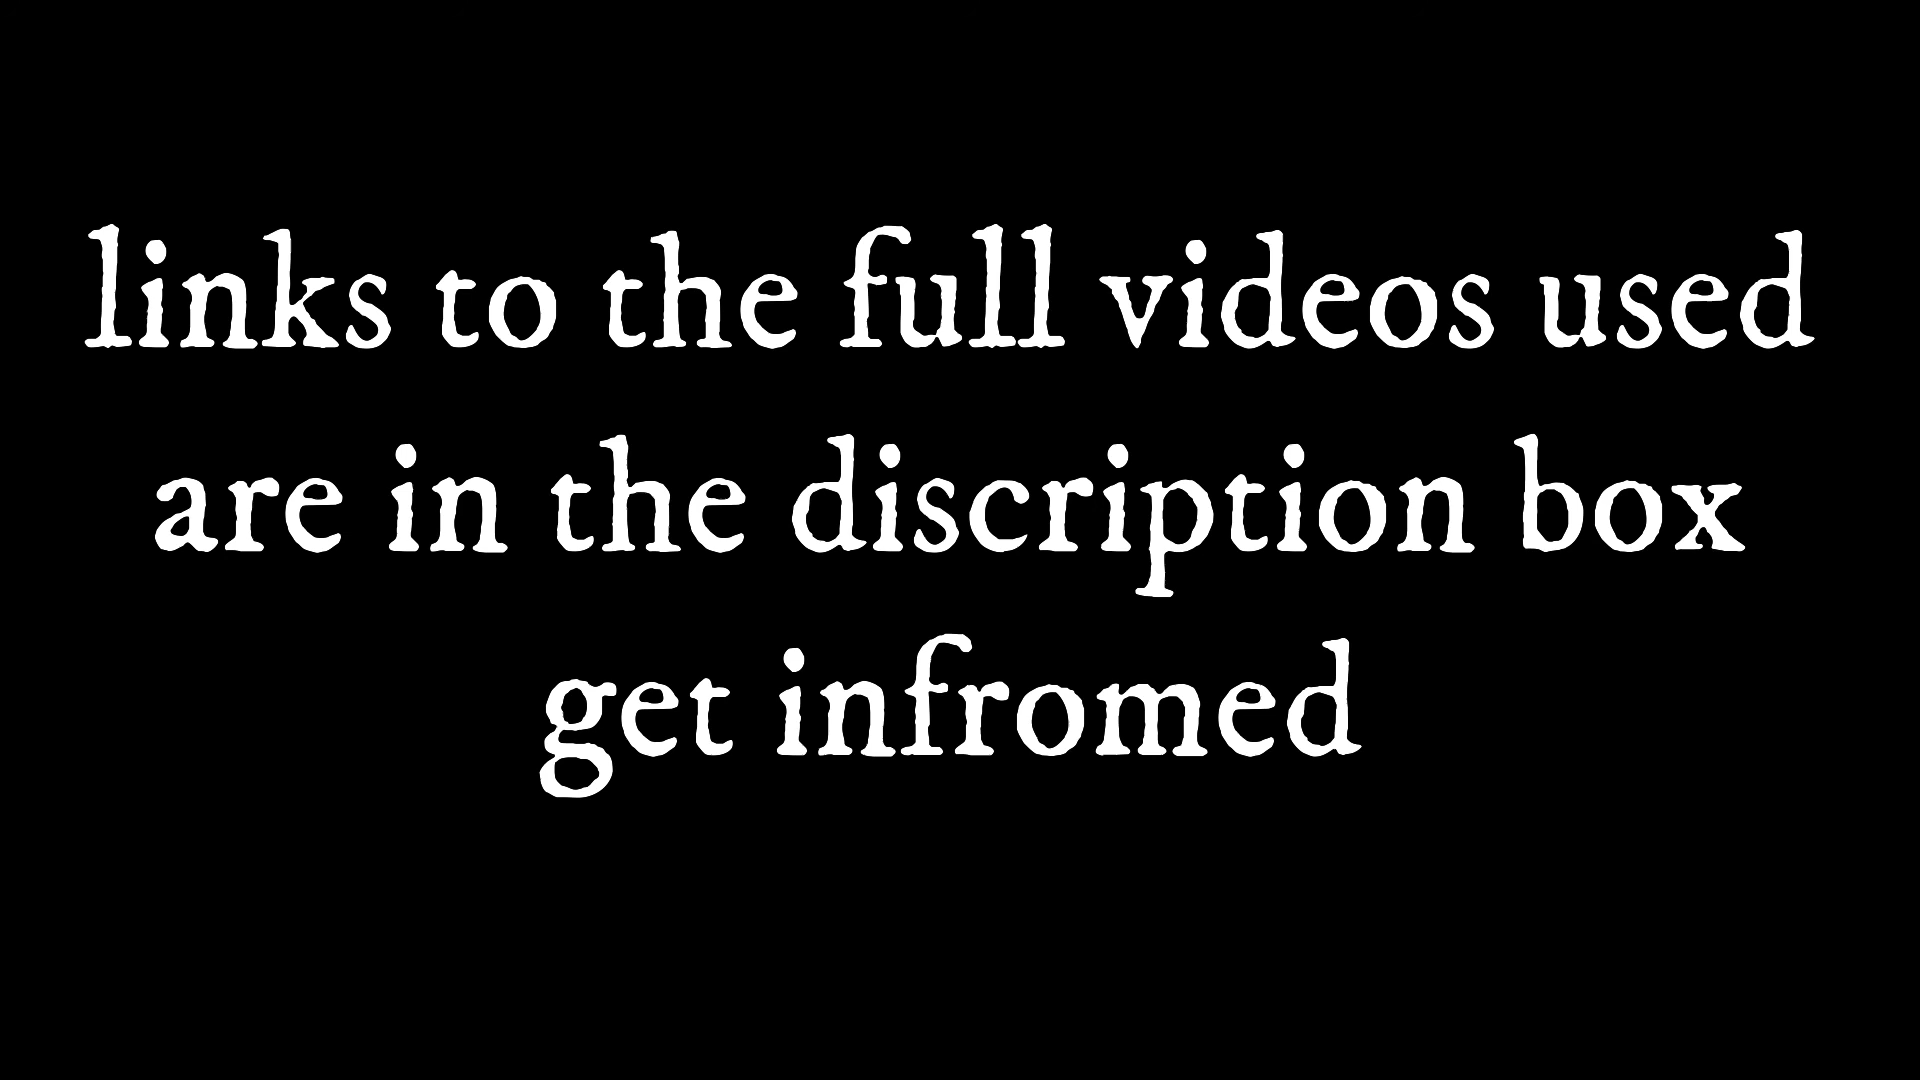 links to the full videos used
are in the discription box
get infromed